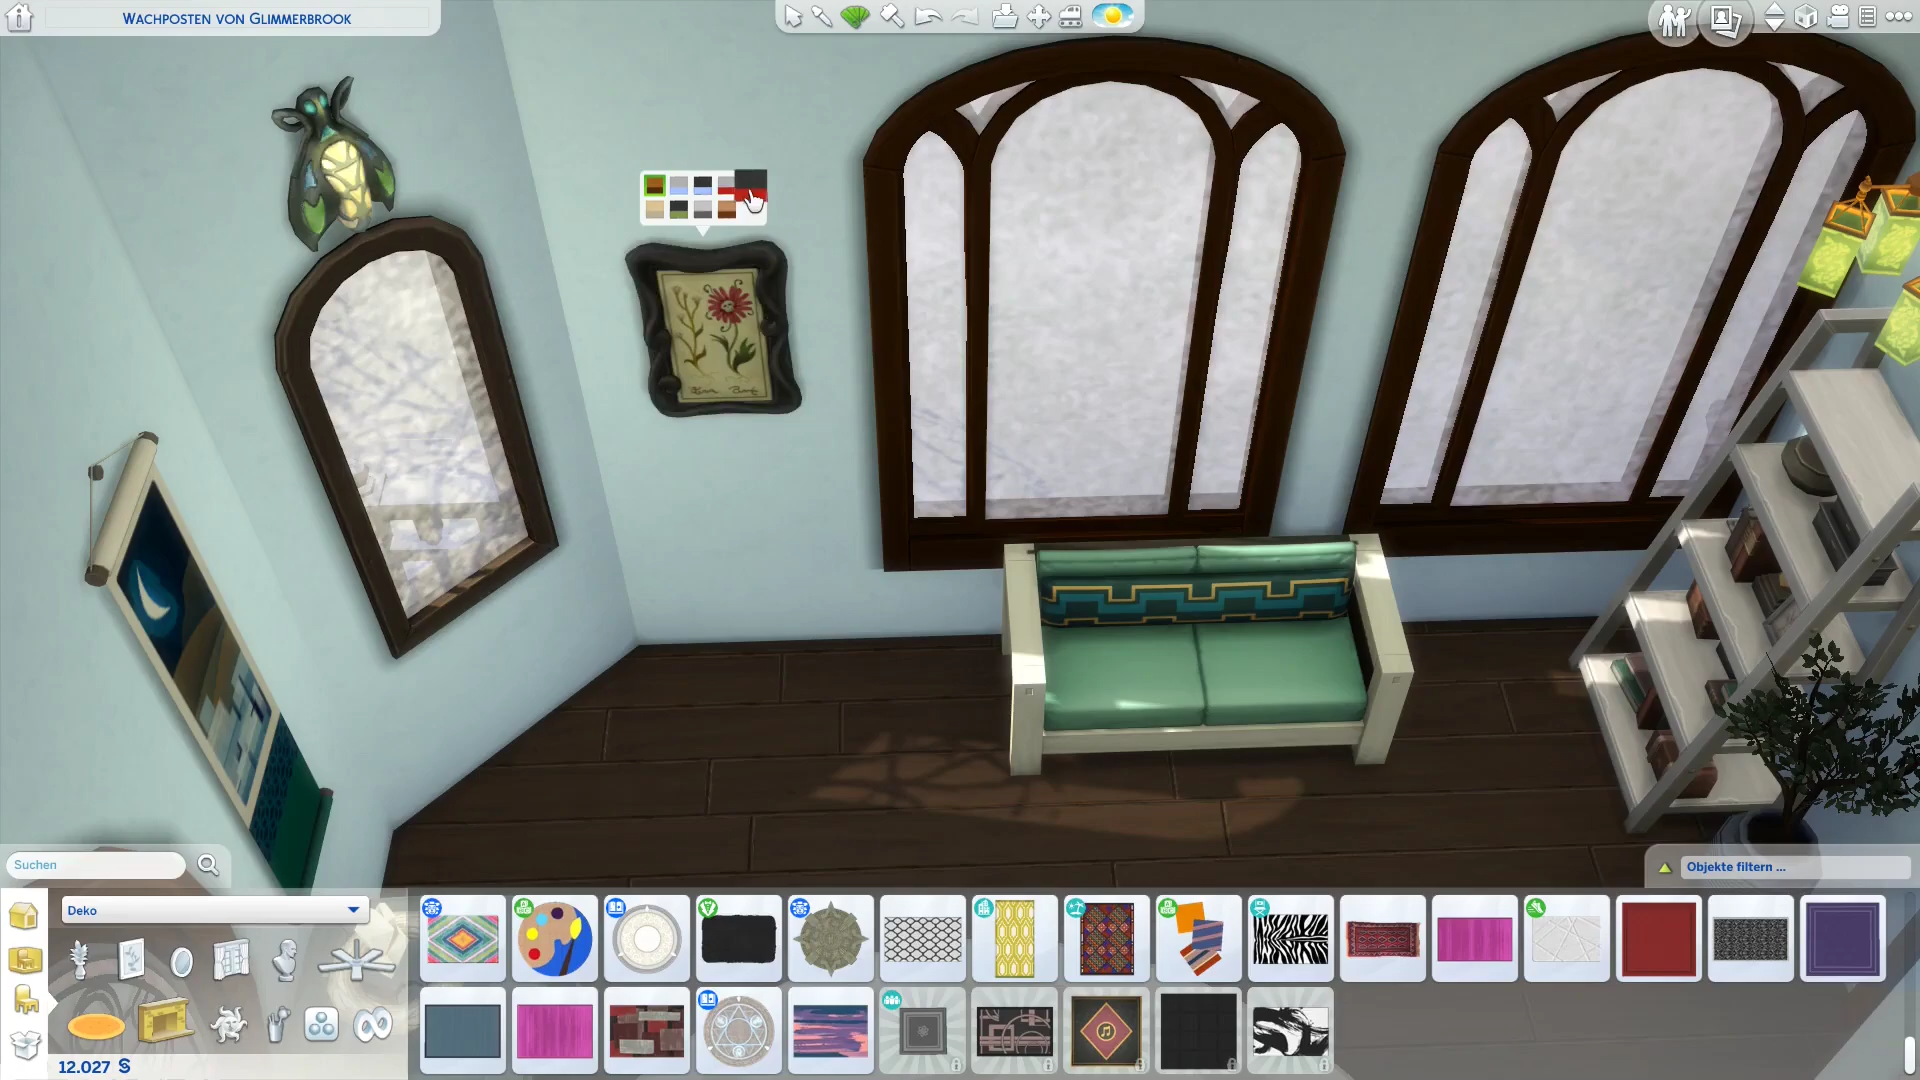 Wachposten von Glimmerbrook
Suchen
Objekte filtern ...
Deko
12.027 S